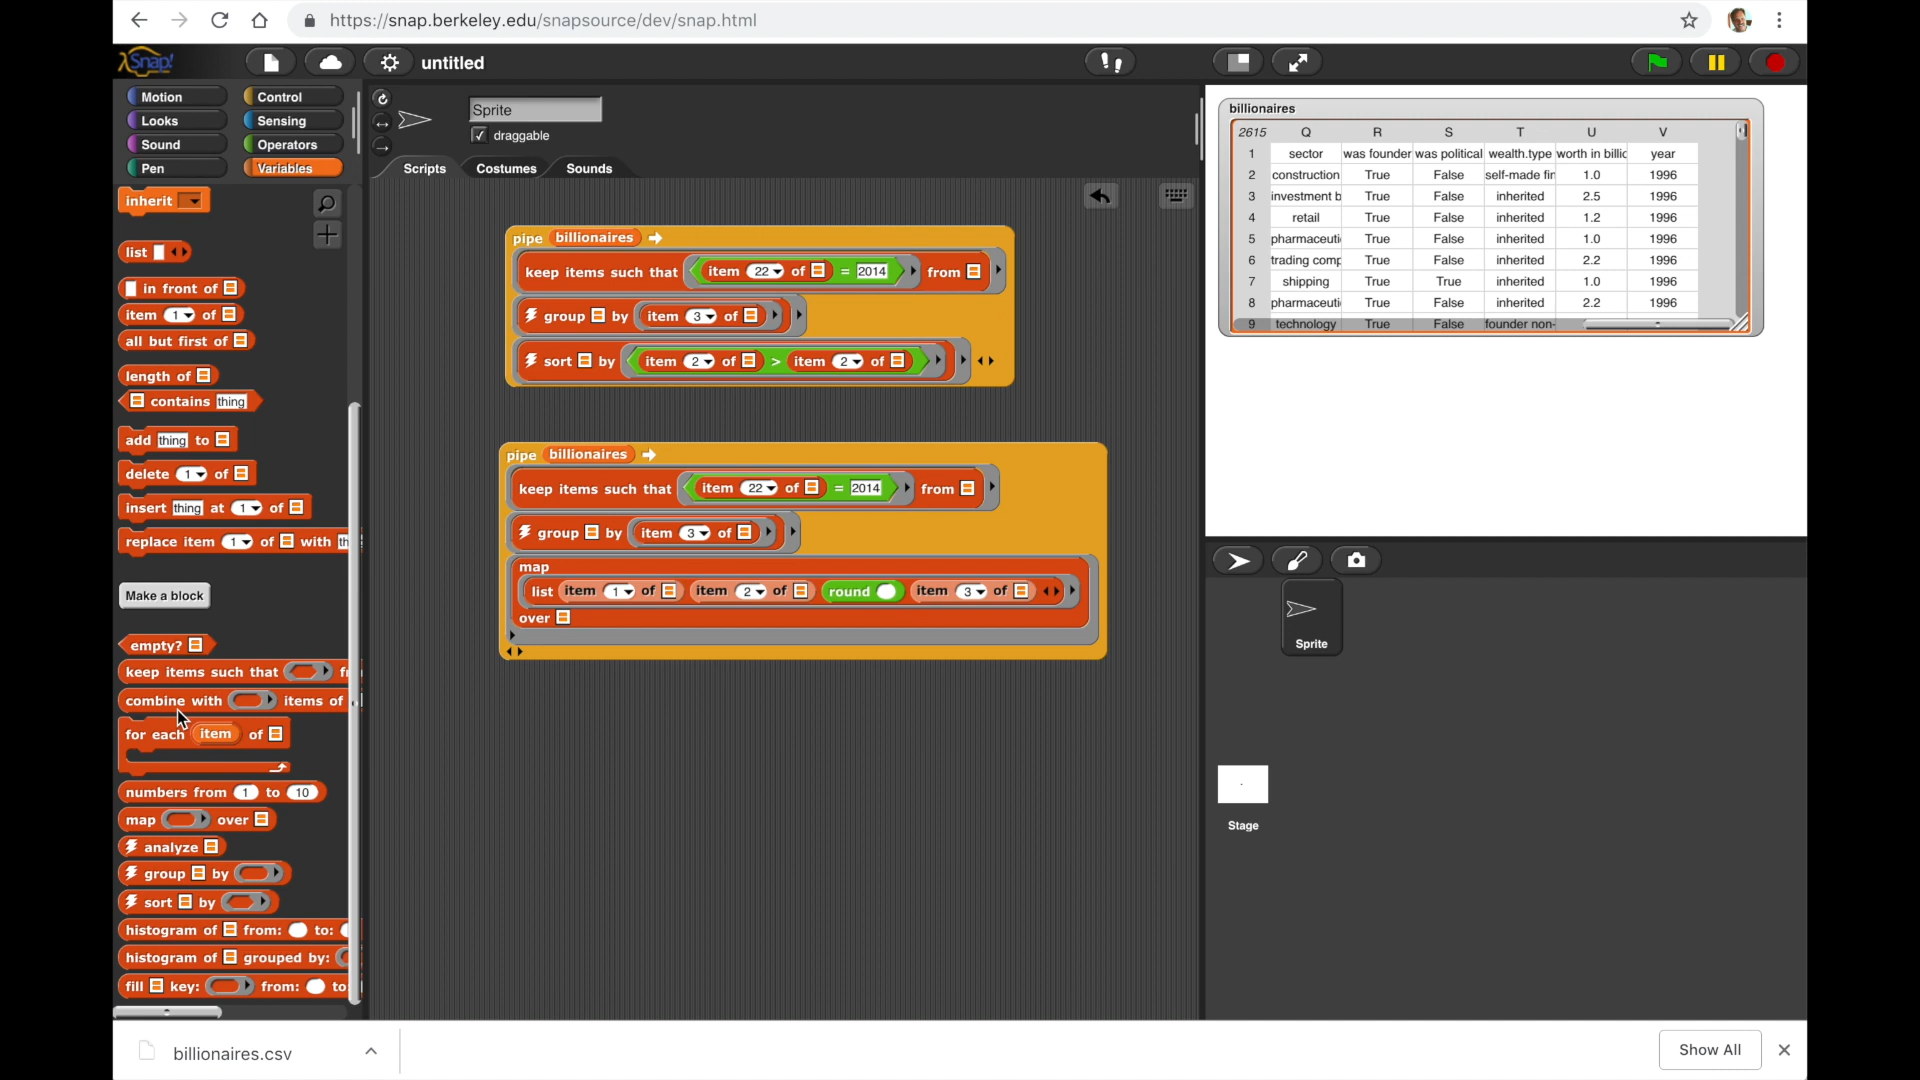 https://snap.berkeley.edu/snapsource/dev/snap.html
Snap!
untitled
Motion Control
Looks Sensing
Sound Operators
Pen Variables
inherit
list
in front of
item 1 of
all but first of
length of
contains thing
add thing to
delete 1 of
insert thing at 1 of
replace item 1 of with th
Make a block
empty?
keep items such that
combine with items of
for each item of
numbers from 1 to 10
map over
analyze
group by
sort by
histogram of from: to:
histogram of grouped by:
fill key: from: to:
Sprite
draggable
Scripts Costumes Sounds
pipe billionaires
keep items such that item 22 of = 2014 from
group by item 3 of
sort by item 2 of > item 2 of
pipe billionaires
keep items such that item 22 of = 2014 from
group by item 3 of
map
list item 1 of item 2 of round item 3 of
over
billionaires
2615 Q R S T U V
1 sector was founder was political wealth.type worth in billic year
2 construction True False self-made fir 1.0 1996
3 investment b True False inherited 2.5 1996
4 retail True False inherited 1.2 1996
5 pharmaceuti True False inherited 1.0 1996
6 trading comp True False inherited 2.2 1996
7 shipping True True inherited 1.0 1996
8 pharmaceuti True False inherited 2.2 1996
9 technology True False founder non-
Sprite
Stage
billionaires.csv
Show All